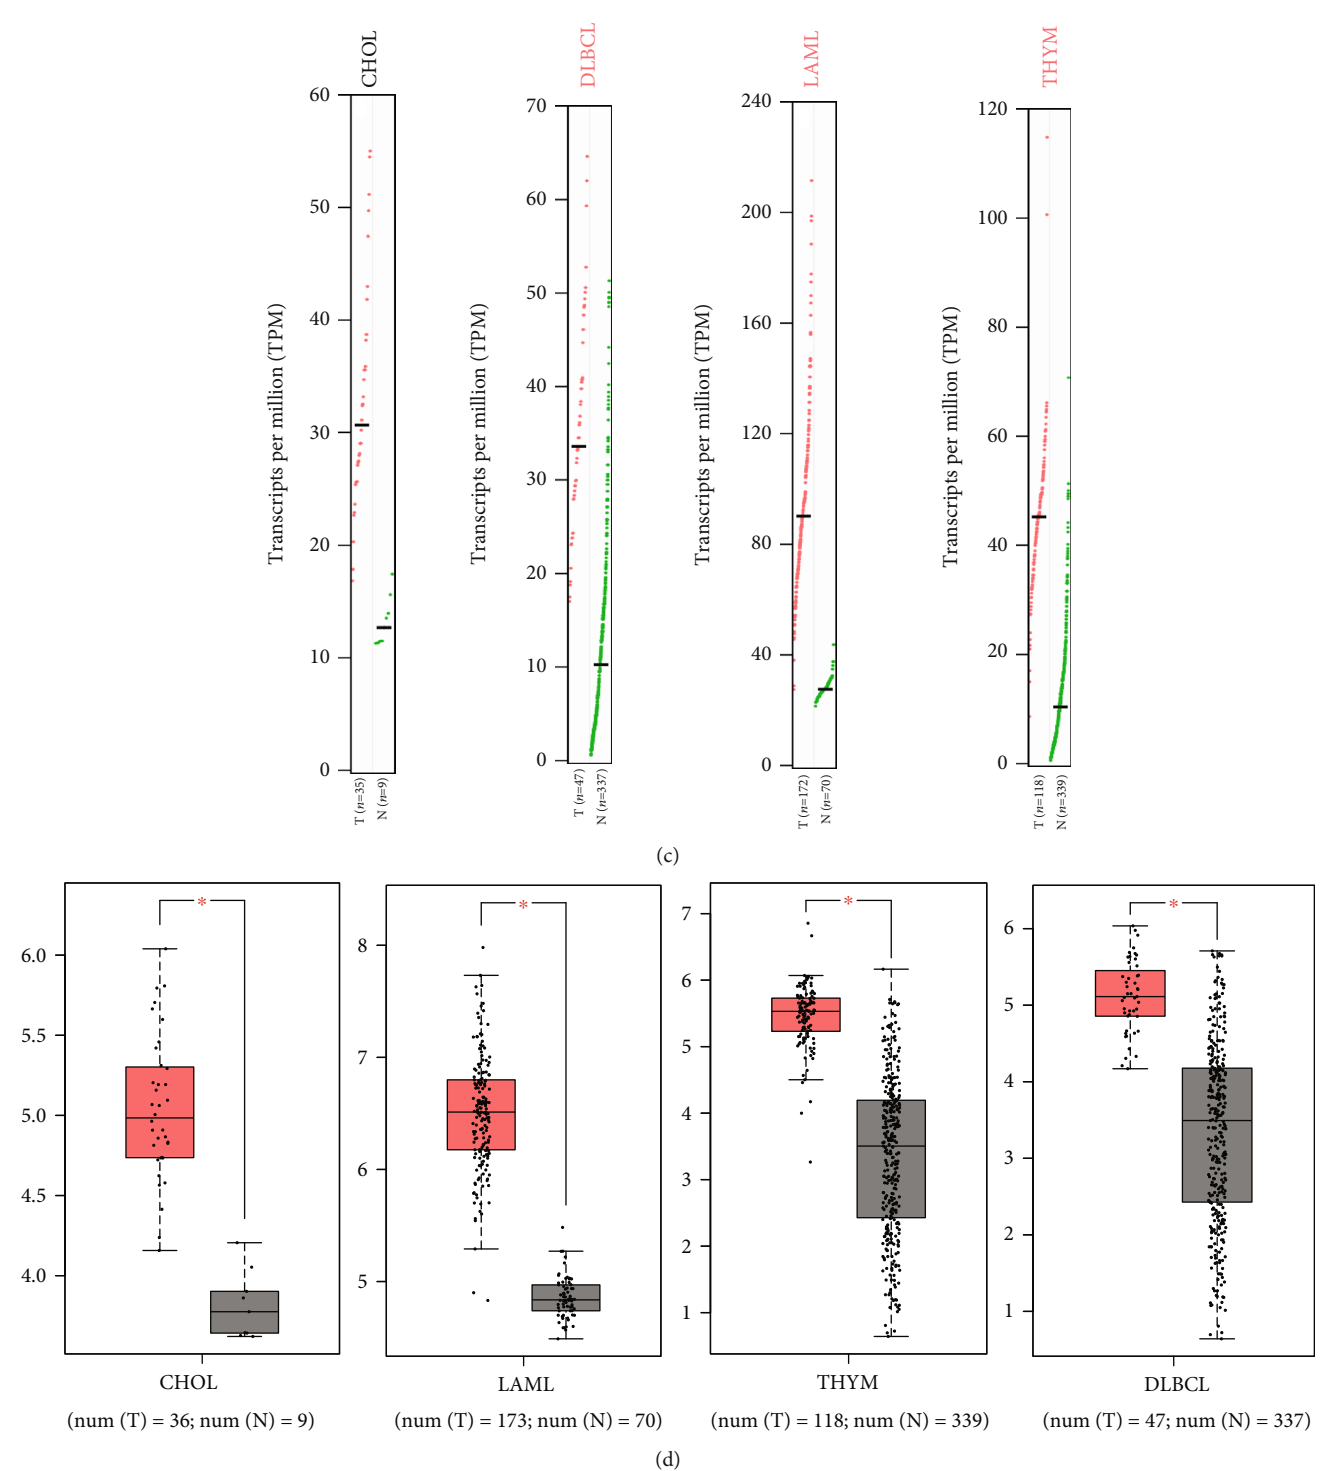 CHOL
60
50
40
30
20
10
0
Transcripts per million (TPM)
T (n=35)
N (n=9)
DLBCL
70
60
50
40
30
20
10
0
Transcripts per million (TPM)
T (n=47)
N (n=337)
LAML
240
200
160
120
80
40
0
Transcripts per million (TPM)
T (n=172)
N (n=70)
THYM
120
100
80
60
40
20
0
Transcripts per million (TPM)
T (n=118)
N (n=339)
(c)
6.0
5.5
5.0
4.5
4.0
*
CHOL
(num (T) = 36; num (N) = 9)
8
7
6
5
*
LAML
(num (T) = 173; num (N) = 70)
7
6
5
4
3
2
1
*
THYM
(num (T) = 118; num (N) = 339)
6
5
4
3
2
1
*
DLBCL
(num (T) = 47; num (N) = 337)
(d)